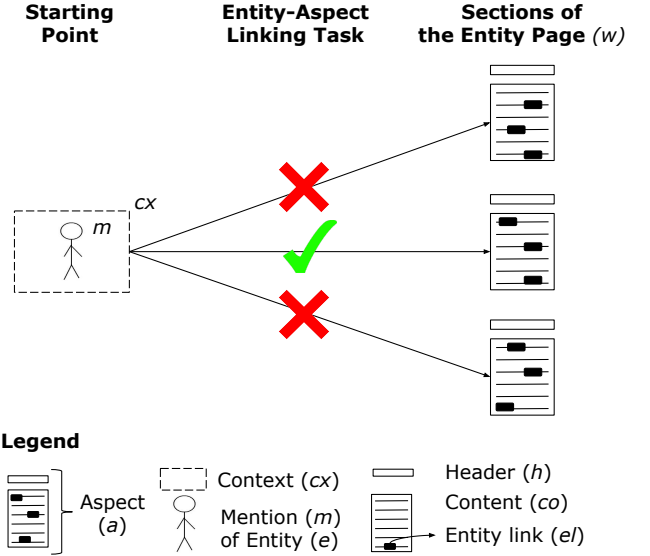 Starting
Point
Entity-Aspect
Linking Task
Sections of
the Entity Page (w)
cx
m
Legend
Aspect
(a)
Context (cx)
Mention (m)
of Entity (e)
Header (h)
Content (co)
Entity link (el)